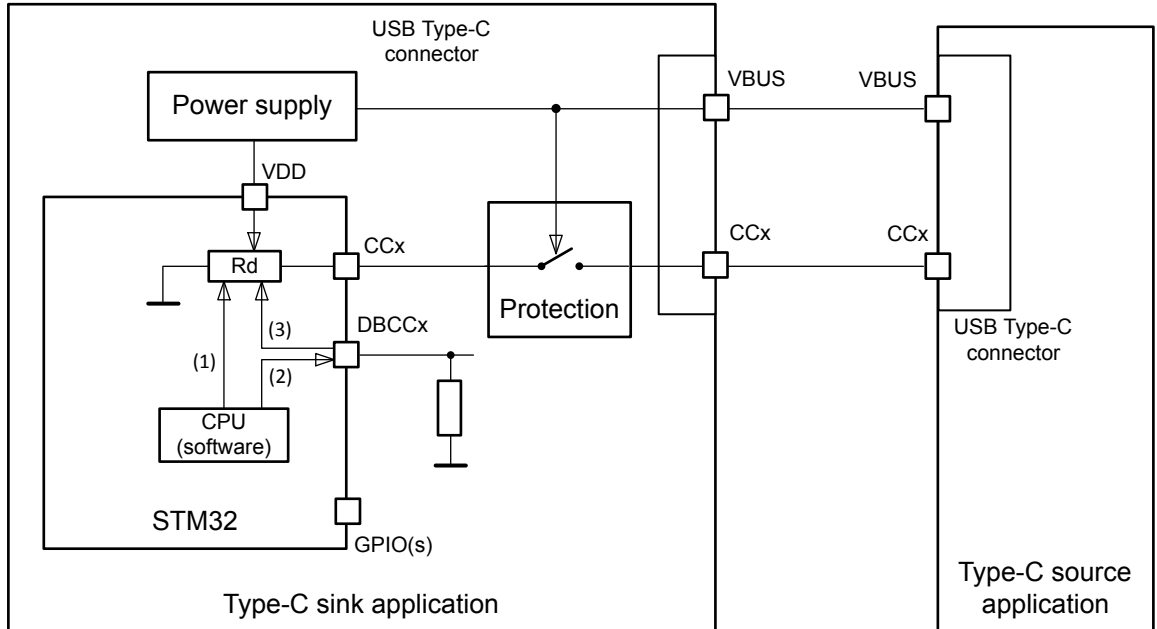 USB Type-C
connector
Power supply
VBUS
VBUS
VDD
CCx
CCx
CCx
Rd
Protection
(3)
DBCCx
(1)
(2)
USB Type-C
connector
CPU
(software)
STM32
GPIO(s)
Type-C source
application
Type-C sink application